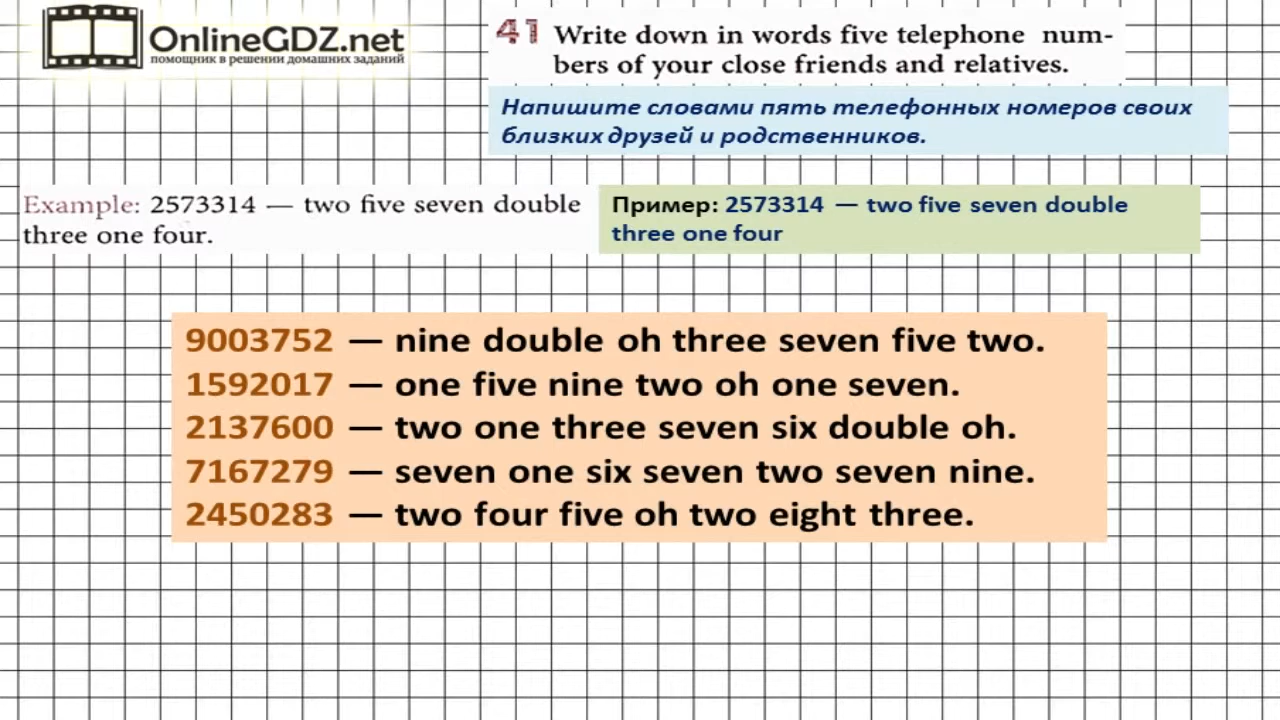 OnlineGDZ.net
помощник в решении домашних заданий
41 Write down in words five telephone num-
bers of your close friends and relatives.
Напишите словами пять телефонных номеров своих
близких друзей и родственников.
Example: 2573314 — two five seven double
three one four.
Пример: 2573314 — two five seven double
three one four
9003752 — nine double oh three seven five two.
1592017 — one five nine two oh one seven.
2137600 — two one three seven six double oh.
7167279 — seven one six seven two seven nine.
2450283 — two four five oh two eight three.